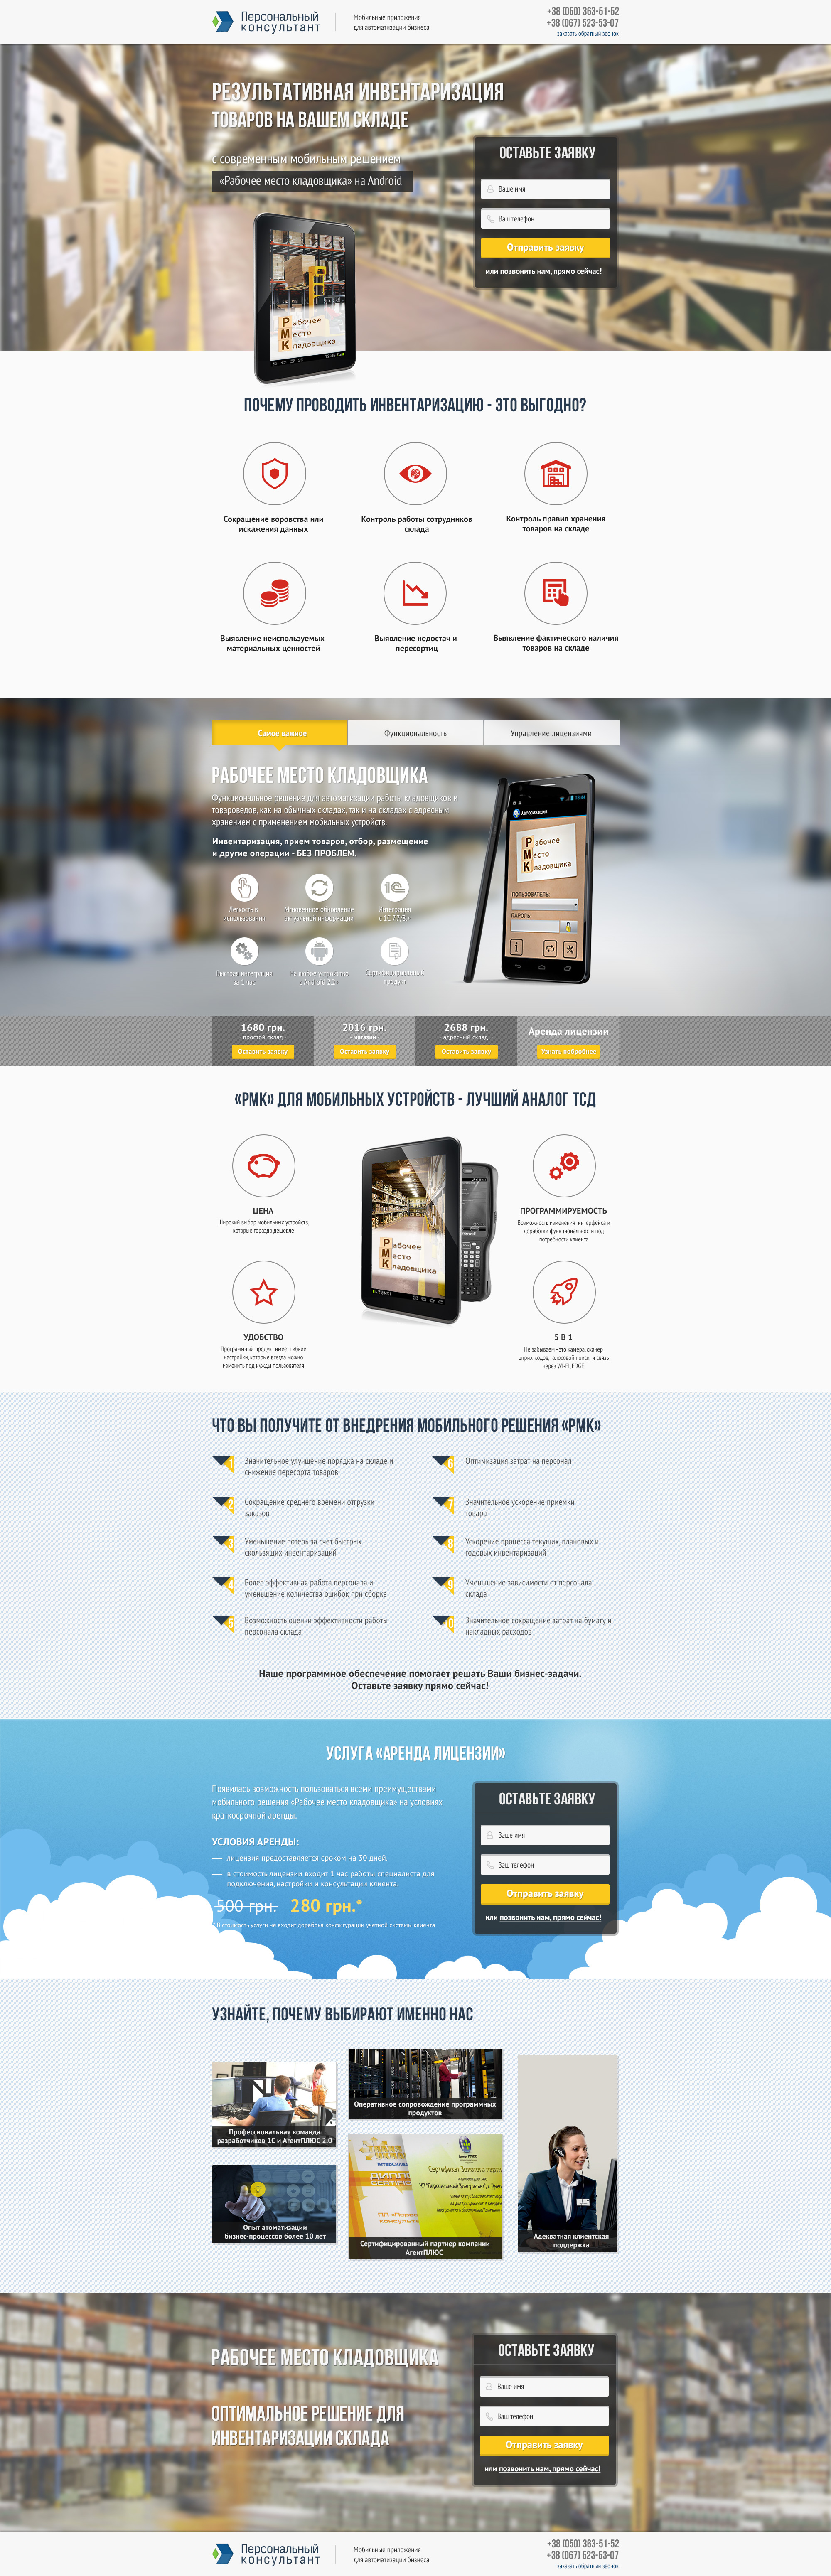 Персональный
консультант
Мобильные приложения
для автоматизации бизнеса
+38 (050) 363-51-52
+38 (067) 523-53-07
заказать обратный звонок
РЕЗУЛЬТАТИВНАЯ ИНВЕНТАРИЗАЦИЯ
ТОВАРОВ НА ВАШЕМ СКЛАДЕ
с современным мобильным решением
«Рабочее место кладовщика» на Android
ОСТАВЬТЕ ЗАЯВКУ
Ваше имя
Ваш телефон
Отправить заявку
или позвонить нам, прямо сейчас!
Рабочее
Место
Кладовщика
ПОЧЕМУ ПРОВОДИТЬ ИНВЕНТАРИЗАЦИЮ - ЭТО ВЫГОДНО?
Сокращение воровства или
искажения данных
Контроль работы сотрудников
склада
Контроль правил хранения
товаров на складе
Выявление неиспользуемых
материальных ценностей
Выявление недостач и
пересортиц
Выявление фактического наличия
товаров на складе
Самое важное
Функциональность
Управление лицензиями
РАБОЧЕЕ МЕСТО КЛАДОВЩИКА
Функциональное решение для автоматизации работы кладовщиков и
товароведов, как на обычных складах, так и на складах с адресным
хранением с применением мобильных устройств.
Инвентаризация, прием товаров, отбор, размещение
и другие операции - БЕЗ ПРОБЛЕМ.
Легкость в
использования
Мгновенное обновление
актуальной информации
Интеграция
с 1С 7.7/8.+
Быстрая интеграция
за 1 час
На любое устройство
с Android 2.2+
Сертифицированный
продукт
Авторизация
Рабочее
Место
Кладовщика
ПОЛЬЗОВАТЕЛЬ:
ПАРОЛЬ:
1680 грн.
- простой склад -
Оставить заявку
2016 грн.
- магазин -
Оставить заявку
2688 грн.
- адресный склад -
Оставить заявку
Аренда лицензии
Узнать побробнее
«РМК» ДЛЯ МОБИЛЬНЫХ УСТРОЙСТВ - ЛУЧШИЙ АНАЛОГ ТСД
ЦЕНА
Широкий выбор мобильных устройств,
которые гораздо дешевле
Рабочее
Место
Кладовщика
ПРОГРАММИРУЕМОСТЬ
Возможность изменения интерфейса и
доработки функциональности под
потребности клиента
УДОБСТВО
Программный продукт имеет гибкие
настройки, которые всегда можно
изменить под нужды пользователя
5 В 1
Не забываем - это камера, сканер
штрих-кодов, голосовой поиск и связь
через WI-FI, EDGE
ЧТО ВЫ ПОЛУЧИТЕ ОТ ВНЕДРЕНИЯ МОБИЛЬНОГО РЕШЕНИЯ «РМК»
1
Значительное улучшение порядка на складе и
снижение пересорта товаров
2
Сокращение среднего времени отгрузки
заказов
3
Уменьшение потерь за счет быстрых
скользящих инвентаризаций
4
Более эффективная работа персонала и
уменьшение количества ошибок при сборке
5
Возможность оценки эффективности работы
персонала склада
6
Оптимизация затрат на персонал
7
Значительное ускорение приемки
товара
8
Ускорение процесса текущих, плановых и
годовых инвентаризаций
9
Уменьшение зависимости от персонала
склада
10
Значительное сокращение затрат на бумагу и
накладных расходов
Наше программное обеспечение помогает решать Ваши бизнес-задачи.
Оставьте заявку прямо сейчас!
УСЛУГА «АРЕНДА ЛИЦЕНЗИИ»
Появилась возможность пользоваться всеми преимуществами
мобильного решения «Рабочее место кладовщика» на условиях
краткосрочной аренды.
УСЛОВИЯ АРЕНДЫ:
— лицензия предоставляется сроком на 30 дней.
— в стоимость лицензии входит 1 час работы специалиста для
подключения, настройки и консультации клиента.
500 грн. 280 грн.*
* В стоимость услуги не входит доработка конфигурации учетной системы клиента
ОСТАВЬТЕ ЗАЯВКУ
Ваше имя
Ваш телефон
Отправить заявку
или позвонить нам, прямо сейчас!
УЗНАЙТЕ, ПОЧЕМУ ВЫБИРАЮТ ИМЕННО НАС
Профессиональная команда
разработчиков 1С и АгентПЛЮС 2.0
Оперативное сопровождение программных
продуктов
Опыт атоматизации
бизнес-процессов более 10 лет
Сертифицированный партнер компании
АгентПЛЮС
Адекватная клиентская
поддержка
РАБОЧЕЕ МЕСТО КЛАДОВЩИКА
ОПТИМАЛЬНОЕ РЕШЕНИЕ ДЛЯ
ИНВЕНТАРИЗАЦИИ СКЛАДА
ОСТАВЬТЕ ЗАЯВКУ
Ваше имя
Ваш телефон
Отправить заявку
или позвонить нам, прямо сейчас!
Персональный
консультант
Мобильные приложения
для автоматизации бизнеса
+38 (050) 363-51-52
+38 (067) 523-53-07
заказать обратный звонок